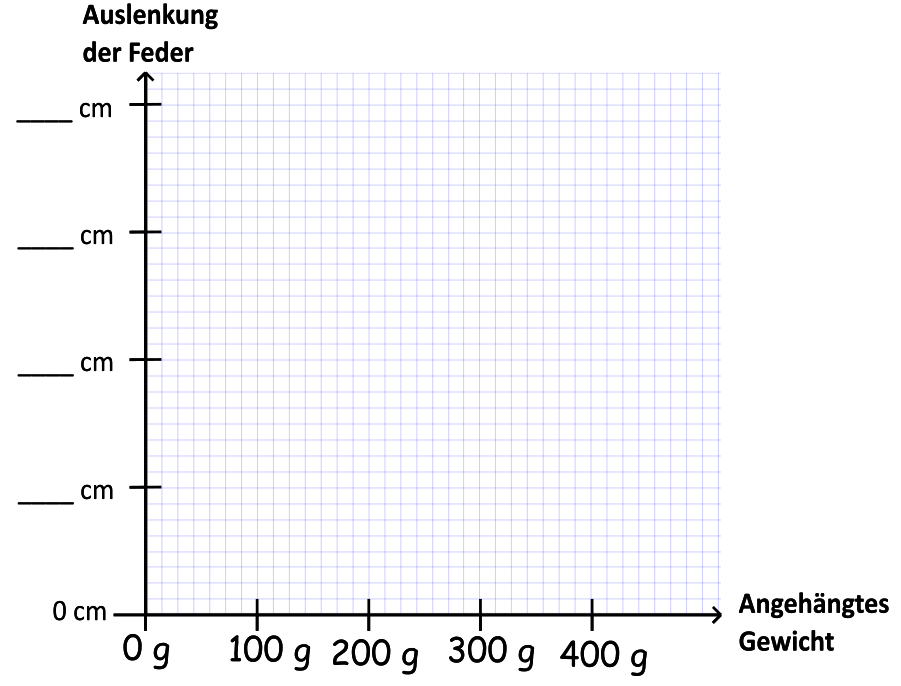 Auslenkung
der Feder
____ cm
____ cm
____ cm
____ cm
0 cm
0 g 100 g 200 g 300 g 400 g
Angehängtes
Gewicht